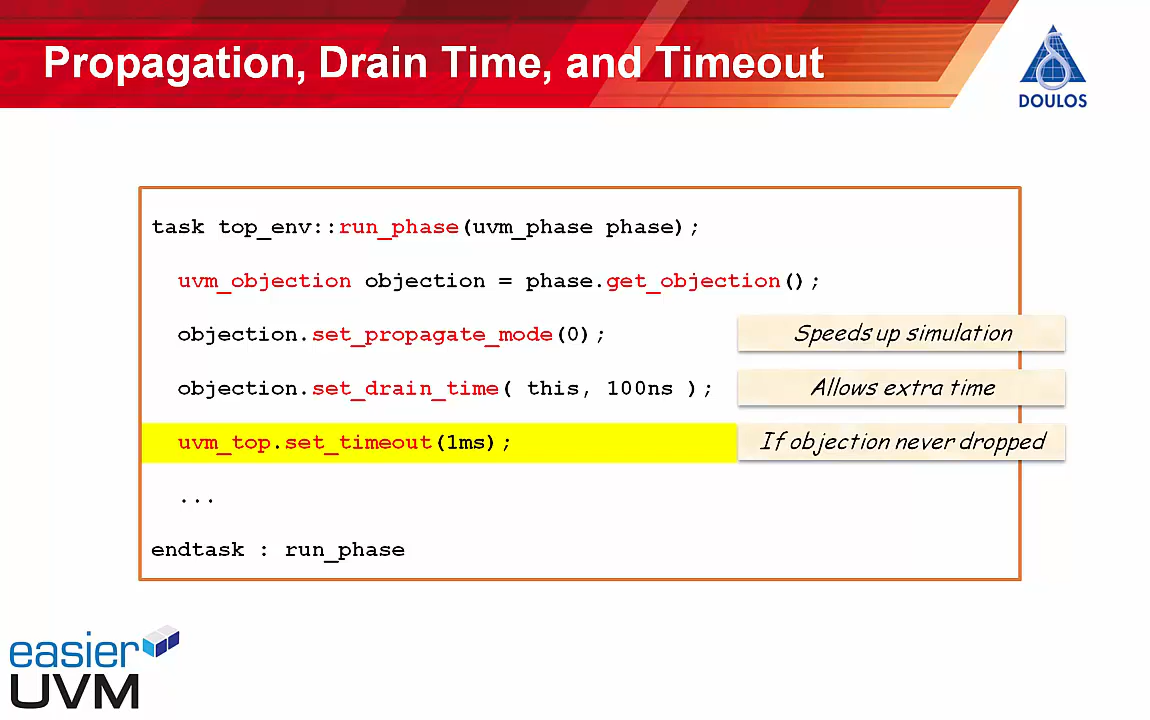 Propagation, Drain Time, and Timeout
DOULOS
task top_env::run_phase(uvm_phase phase);
uvm_objection objection = phase.get_objection();
objection.set_propagate_mode(0);
Speeds up simulation
objection.set_drain_time( this, 100ns );
Allows extra time
uvm_top.set_timeout(1ms);
If objection never dropped
...
endtask : run_phase
easier
UVM